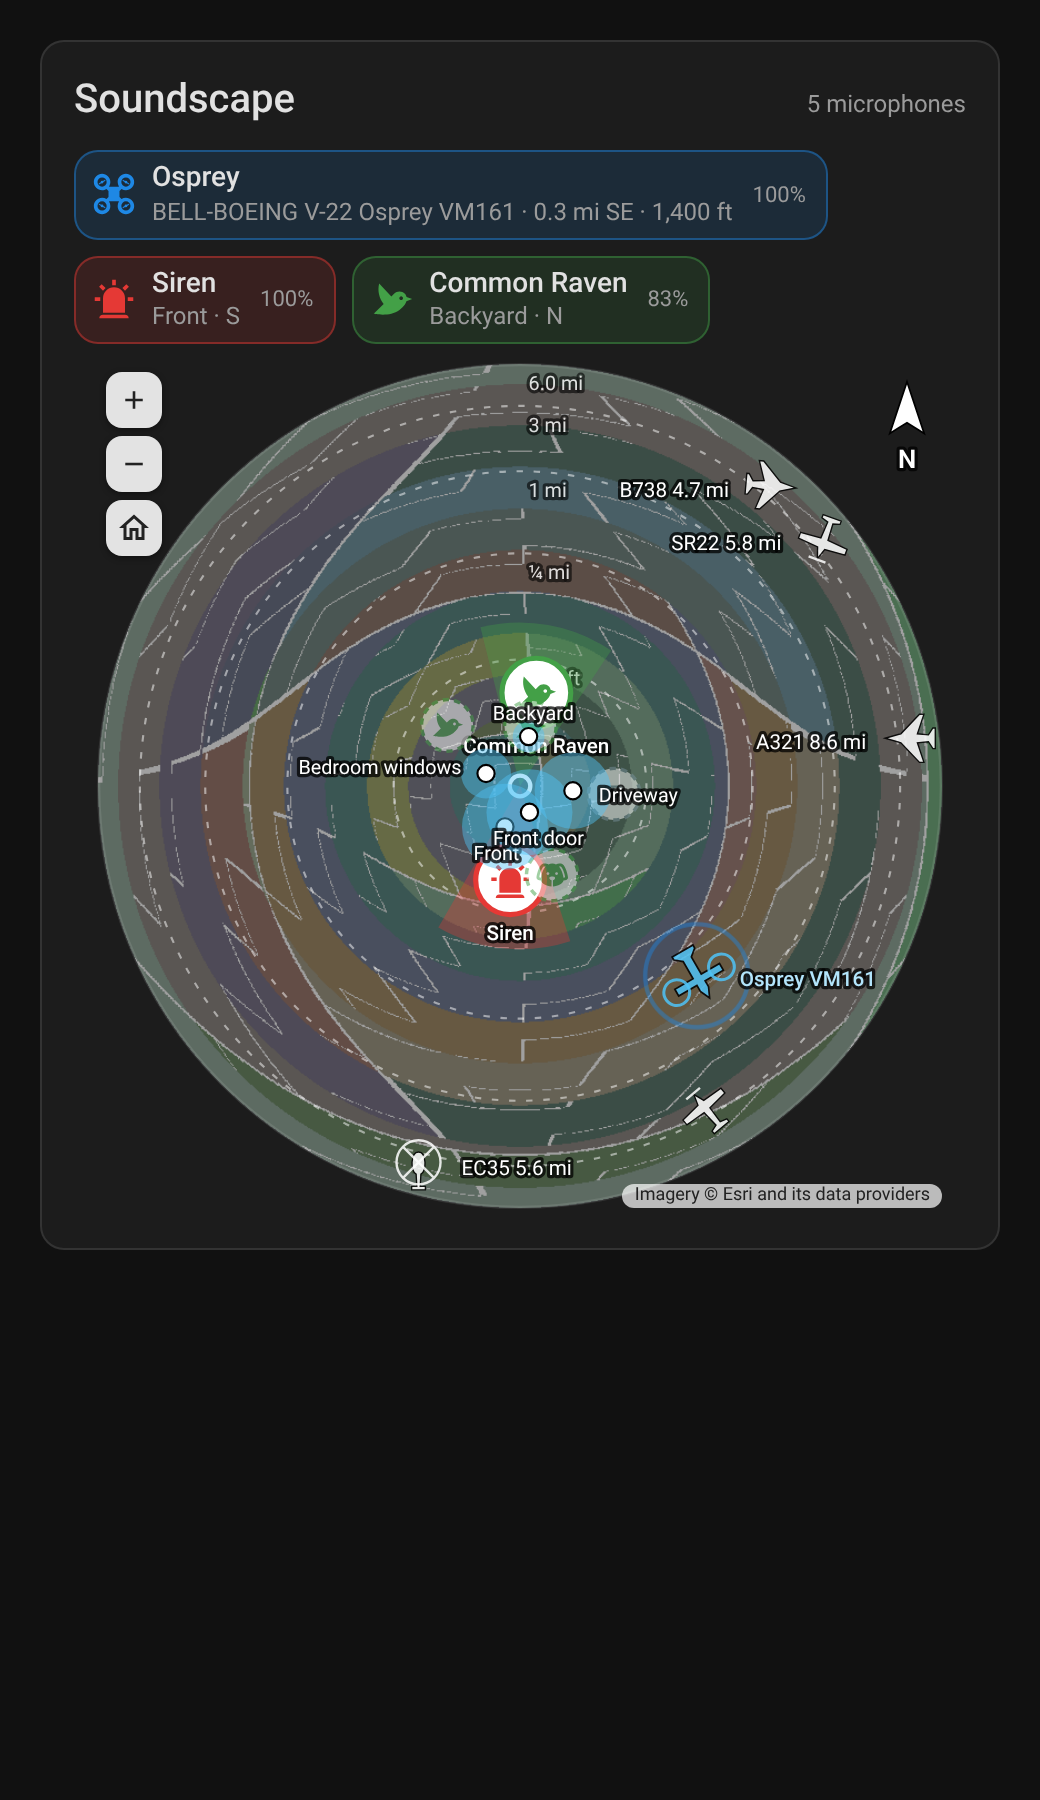 Soundscape
5 microphones
Osprey
BELL-BOEING V-22 Osprey VM161 · 0.3 mi SE · 1,400 ft
100%
Siren
Front · S
100%
Common Raven
Backyard · N
83%
+
−
6.0 mi
3 mi
N
1 mi
B738 4.7 mi
SR22 5.8 mi
¼ mi
ft
Backyard
Common Raven
A321 8.6 mi
Bedroom windows
Driveway
Front door
Front
Siren
Osprey VM161
EC35 5.6 mi
Imagery © Esri and its data providers